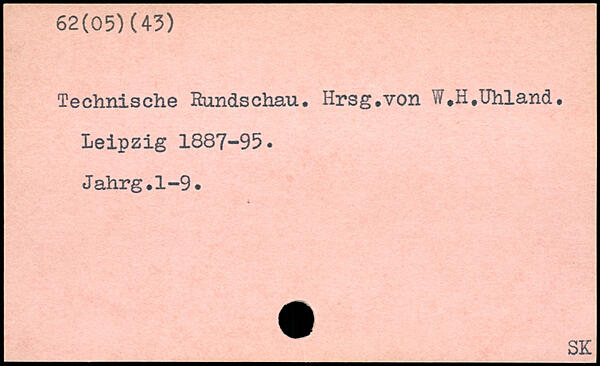 62(05)(43)
Technische Rundschau. Hrsg.von W.H.Uhland.
Leipzig 1887-95.
Jahrg.1-9.
SK